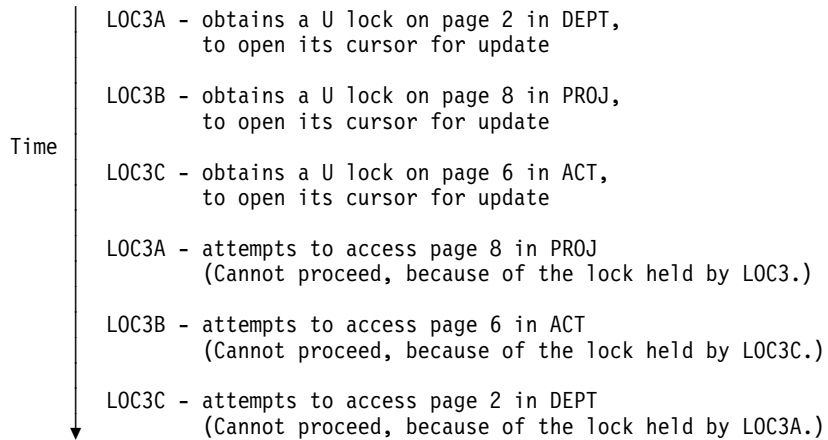 LOC3A – obtains a U lock on page 2 in DEPT,
to open its cursor for update
LOC3B – obtains a U lock on page 8 in PROJ,
to open its cursor for update
Time
LOC3C – obtains a U lock on page 6 in ACT,
to open its cursor for update
LOC3A – attempts to access page 8 in PROJ
(Cannot proceed, because of the lock held by LOC3.)
LOC3B – attempts to access page 6 in ACT
(Cannot proceed, because of the lock held by LOC3C.)
LOC3C – attempts to access page 2 in DEPT
(Cannot proceed, because of the lock held by LOC3A.)